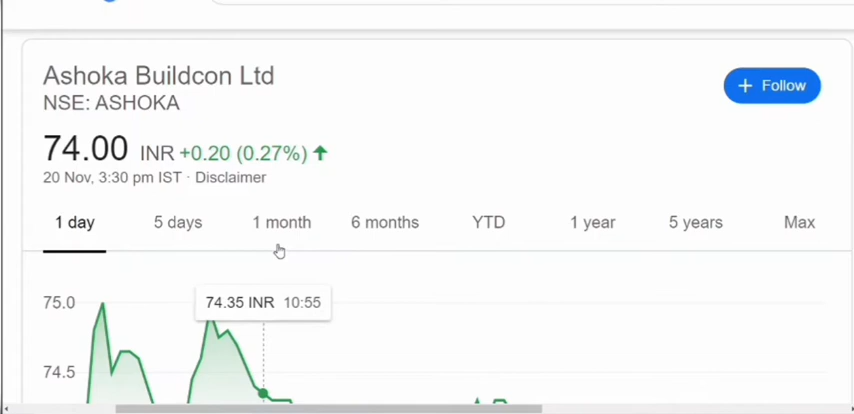 Ashoka Buildcon Ltd
NSE: ASHOKA
+ Follow
74.00 INR +0.20 (0.27%) ↑
20 Nov, 3:30 pm IST · Disclaimer
1 day 5 days 1 month 6 months YTD 1 year 5 years Max
74.35 INR 10:55
75.0
74.5